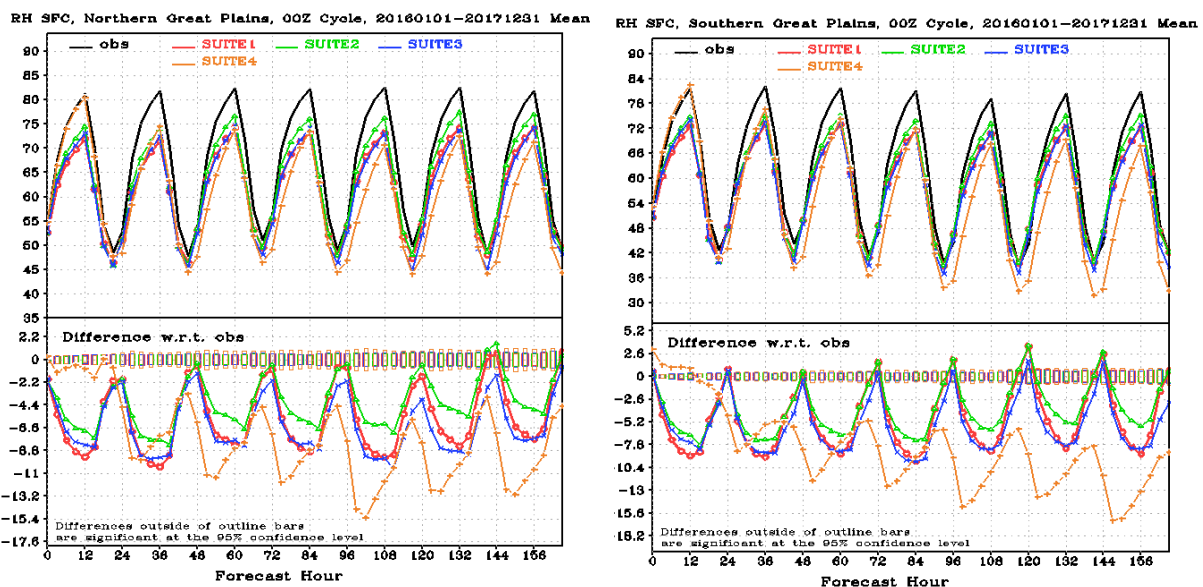 RH SFC, Northern Great Plains, 00Z Cycle, 20160101-20171231 Mean
obs SUITE1 SUITE2 SUITE3
SUITE4
90
85
80
75
70
65
60
55
50
45
40
35
Difference w.r.t. obs
2.2
0
-2.2
-4.4
-6.6
-8.8
-11
-13.2
-15.4
-17.6
Differences outside of outline bars
are significant at the 95% confidence level
0 12 24 36 48 60 72 84 96 108 120 132 144 156
Forecast Hour
RH SFC, Southern Great Plains, 00Z Cycle, 20160101-20171231 Mean
obs SUITE1 SUITE2 SUITE3
SUITE4
90
84
78
72
66
60
54
48
42
36
30
Difference w.r.t. obs
5.2
2.6
0
-2.6
-5.2
-7.8
-10.4
-13
-15.6
-18.2
Differences outside of outline bars
are significant at the 95% confidence level
0 12 24 36 48 60 72 84 96 108 120 132 144 156
Forecast Hour